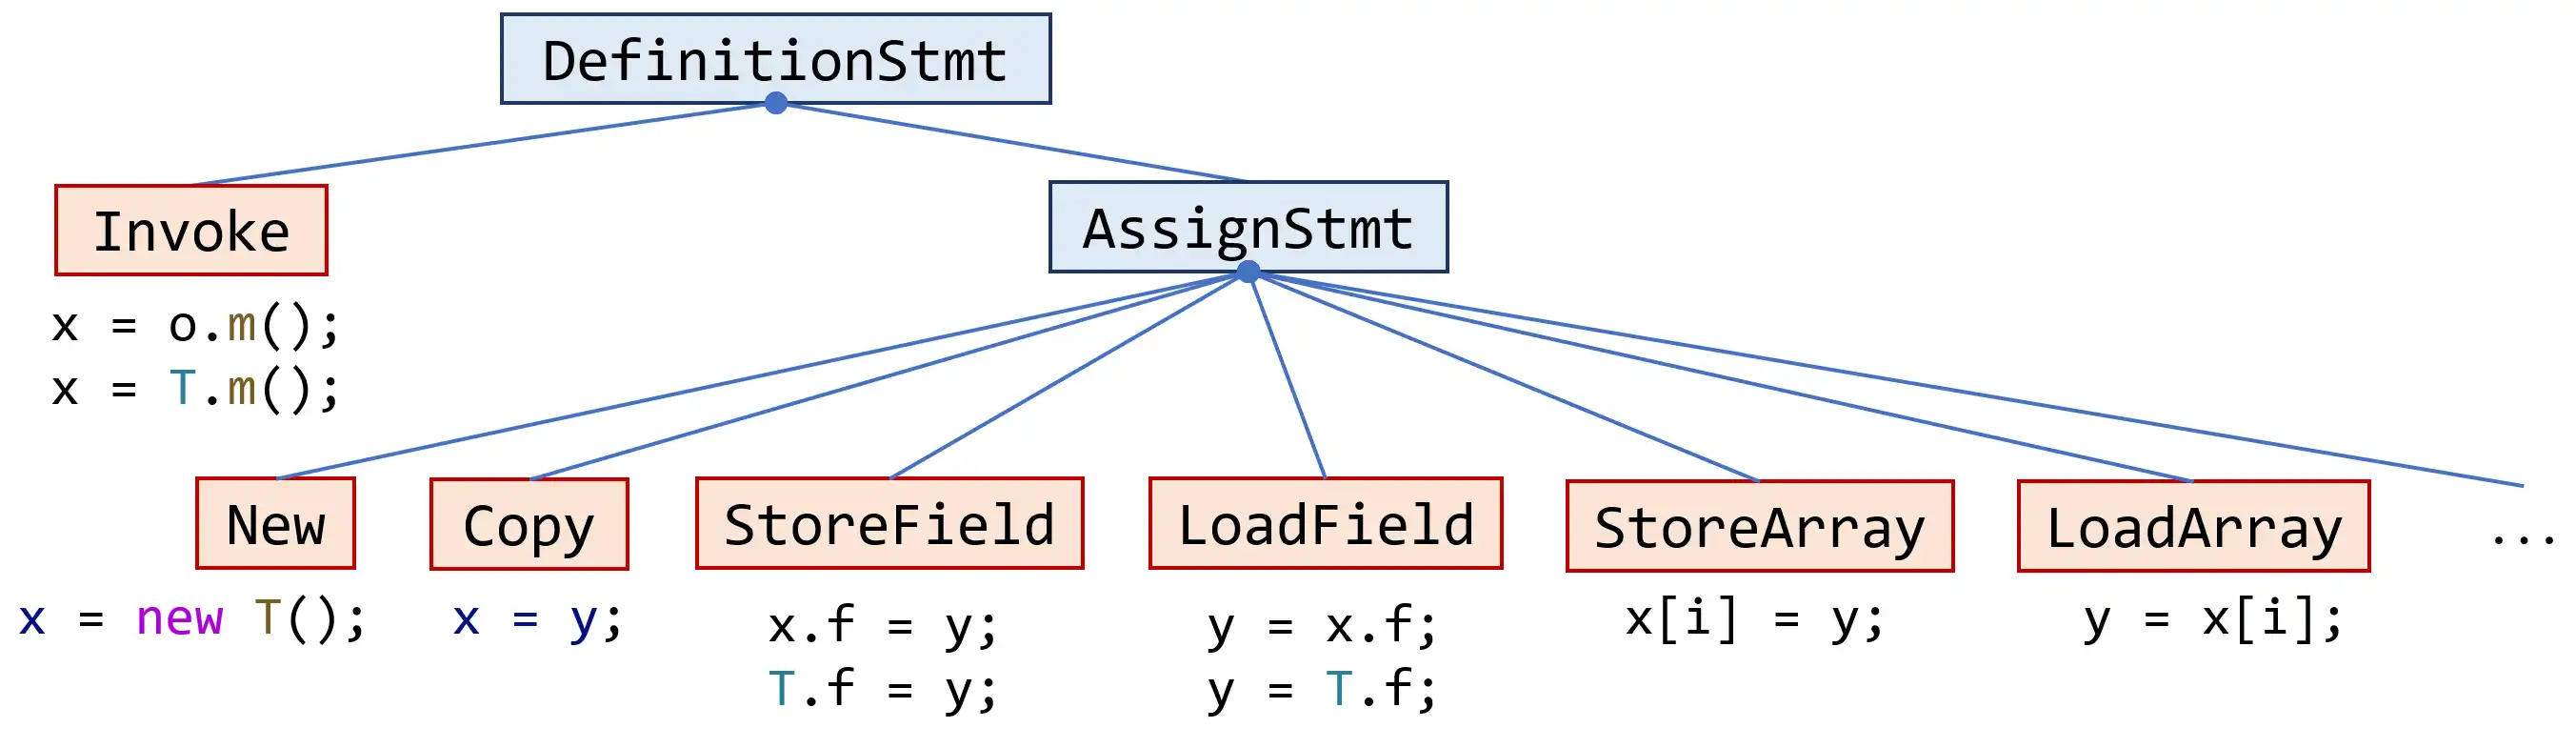 DefinitionStmt
Invoke
AssignStmt
x = o.m();
x = T.m();
New
Copy
StoreField
LoadField
StoreArray
LoadArray
...
x = new T();
x = y;
x.f = y;
T.f = y;
y = x.f;
y = T.f;
x[i] = y;
y = x[i];